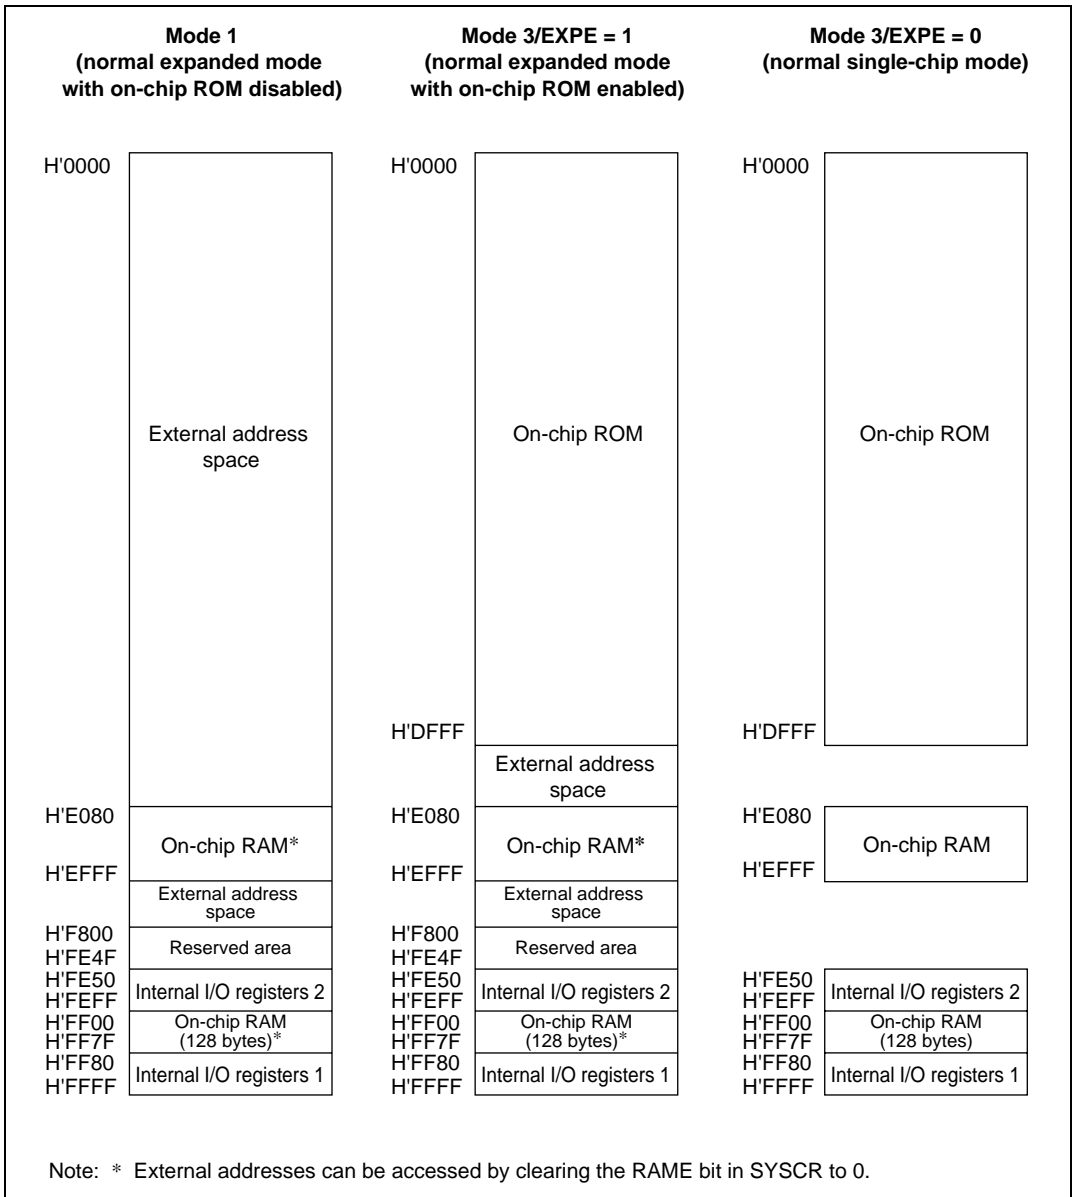 Mode 1
(normal expanded mode
with on-chip ROM disabled)
H'0000
External address
space
H'E080
On-chip RAM*
H'EFFF
External address
space
H'F800
Reserved area
H'FE4F
H'FE50
Internal I/O registers 2
H'FEFF
H'FF00
On-chip RAM
(128 bytes)*
H'FF7F
H'FF80
Internal I/O registers 1
H'FFFF
Mode 3/EXPE = 1
(normal expanded mode
with on-chip ROM enabled)
H'0000
On-chip ROM
H'DFFF
External address
space
H'E080
On-chip RAM*
H'EFFF
External address
space
H'F800
Reserved area
H'FE4F
H'FE50
Internal I/O registers 2
H'FEFF
H'FF00
On-chip RAM
(128 bytes)*
H'FF7F
H'FF80
Internal I/O registers 1
H'FFFF
Mode 3/EXPE = 0
(normal single-chip mode)
H'0000
On-chip ROM
H'DFFF
H'E080
On-chip RAM
H'EFFF
H'FE50
Internal I/O registers 2
H'FEFF
H'FF00
On-chip RAM
(128 bytes)
H'FF7F
H'FF80
Internal I/O registers 1
H'FFFF
Note: * External addresses can be accessed by clearing the RAME bit in SYSCR to 0.